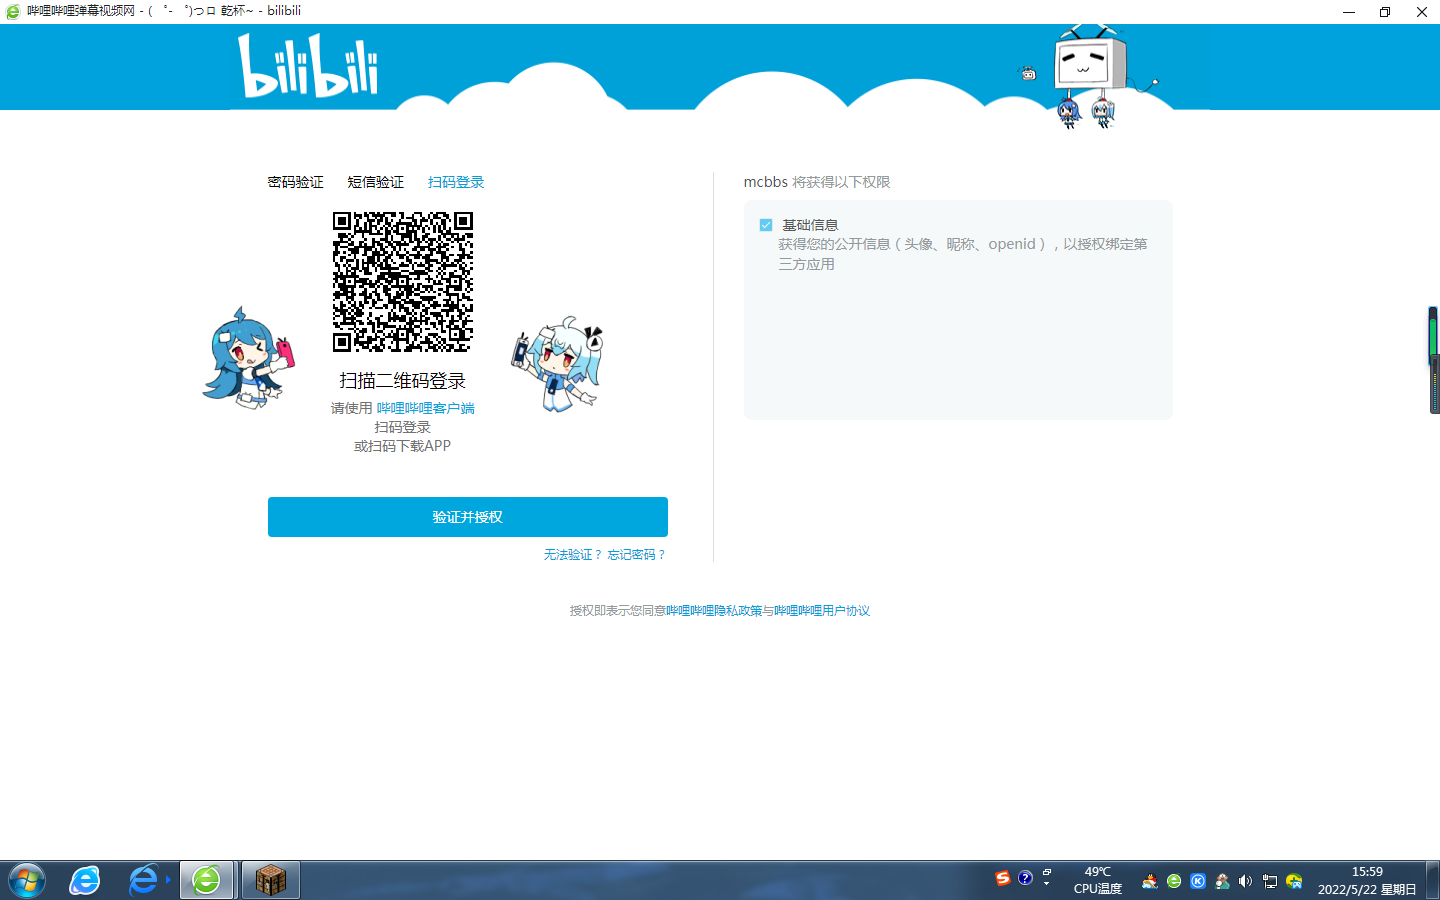 哔哩哔哩弹幕视频网 - ( ゜- ゜)つロ 乾杯~ - bilibili
bilibili
密码验证 短信验证 扫码登录
扫描二维码登录
请使用 哔哩哔哩客户端
扫码登录
或扫码下载APP
验证并授权
无法验证？ 忘记密码？
mcbbs 将获得以下权限
基础信息
获得您的公开信息（头像、昵称、openid），以授权绑定第
三方应用
授权即表示您同意哔哩哔哩隐私政策与哔哩哔哩用户协议
49℃
CPU温度
15:59
2022/5/22 星期日